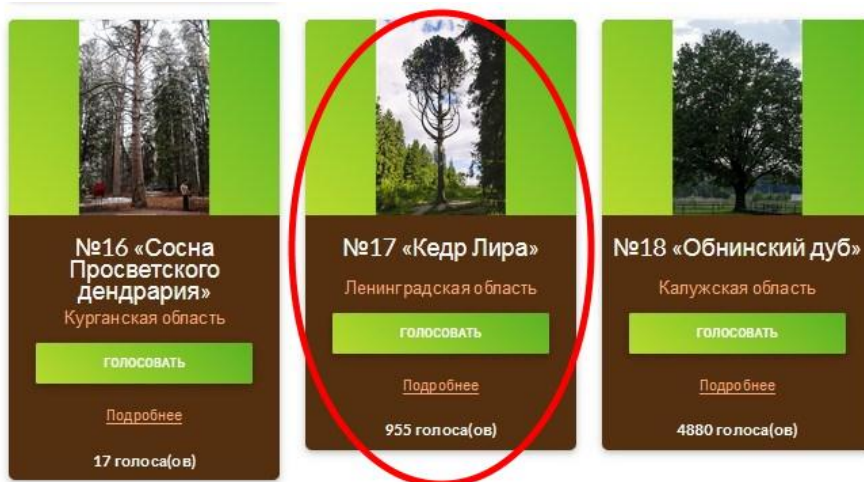 №16 «Сосна
Просветского
дендрария»
Курганская область
ГОЛОСОВАТЬ
Подробнее
17 голоса(ов)
№17 «Кедр Лира»
Ленинградская область
ГОЛОСОВАТЬ
Подробнее
955 голоса(ов)
№18 «Обнинский дуб»
Калужская область
ГОЛОСОВАТЬ
Подробнее
4880 голоса(ов)